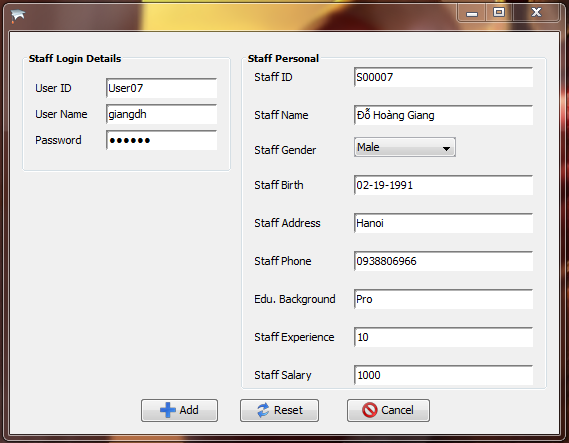 Staff Login Details
User ID User07
User Name giangdh
Password ••••••
Staff Personal
Staff ID S00007
Staff Name Đỗ Hoàng Giang
Staff Gender Male
Staff Birth 02-19-1991
Staff Address Hanoi
Staff Phone 0938806966
Edu. Background Pro
Staff Experience 10
Staff Salary 1000
Add Reset Cancel